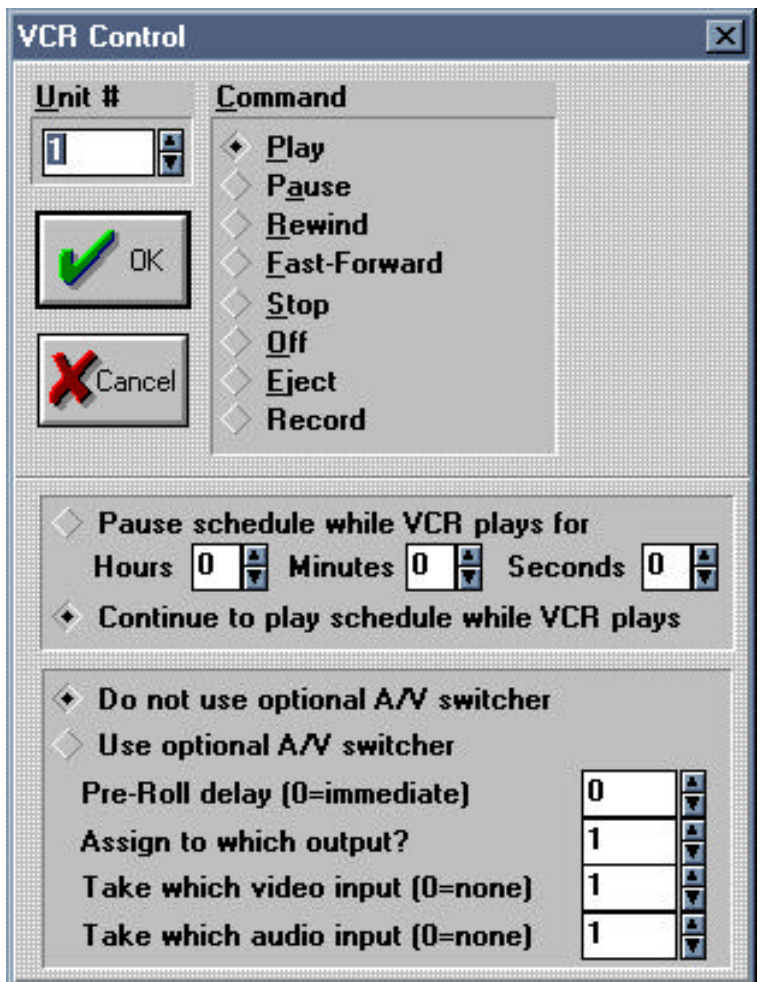 VCR Control
Unit #
1
OK
Cancel
Command
Play
Pause
Rewind
Fast-Forward
Stop
Off
Eject
Record
Pause schedule while VCR plays for
Hours 0 Minutes 0 Seconds 0
Continue to play schedule while VCR plays
Do not use optional A/V switcher
Use optional A/V switcher
Pre-Roll delay (0=immediate) 0
Assign to which output? 1
Take which video input (0=none) 1
Take which audio input (0=none) 1